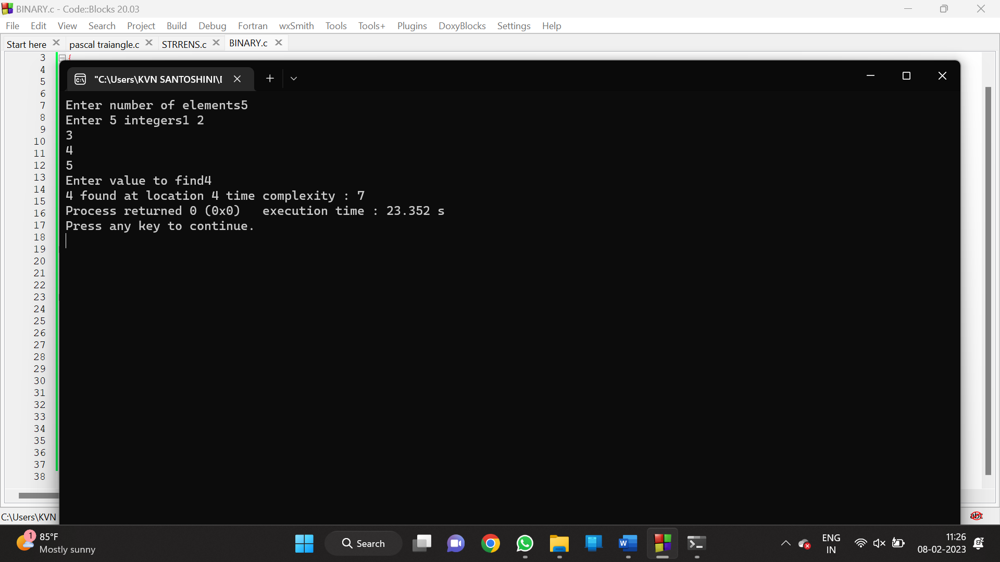 BINARY.c - Code::Blocks 20.03
File Edit View Search Project Build Debug Fortran wxSmith Tools Tools+ Plugins DoxyBlocks Settings Help
Start here pascal traiangle.c STRRENS.c BINARY.c
3 {
4
5
6
7
8
9
10
11
12
13
14
15
16
17
18
19
20
21
22
23
24
25
26
27
28
29
30
31
32
33
34
35
36
37
38
"C:\Users\KVN SANTOSHINI\
Enter number of elements5
Enter 5 integers1 2
3
4
5
Enter value to find4
4 found at location 4 time complexity : 7
Process returned 0 (0x0)   execution time : 23.352 s
Press any key to continue.
C:\Users\KVN
abc
1
85°F
Mostly sunny
Search
ENG
IN
11:26
08-02-2023